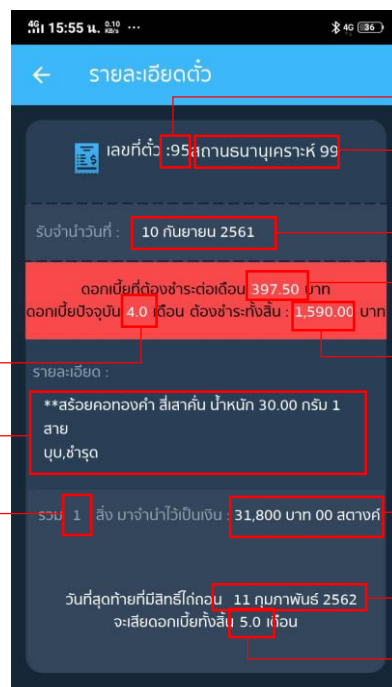 4G 15:55 น. 0.10 KB/s ··· 4G 36
รายละเอียดตั๋ว
เลขที่ตั๋ว :95สถานธนานุเคราะห์ 99
รับจำนำวันที่ : 10 กันยายน 2561
ดอกเบี้ยที่ต้องชำระต่อเดือน 397.50 บาท
ดอกเบี้ยปัจจุบัน 4.0 เดือน ต้องชำระทั้งสิ้น : 1,590.00 บาท
รายละเอียด :
**สร้อยคอทองคำ สี่เสาคั่น น้ำหนัก 30.00 กรัม 1
สาย
บุบ,ชำรุด
รวม 1 สิ่ง มาจำนำไว้เป็นเงิน : 31,800 บาท 00 สตางค์
วันที่สุดท้ายที่มีสิทธิ์ไถ่ถอน 11 กุมภาพันธ์ 2562
จะเสียดอกเบี้ยทั้งสิ้น 5.0 เดือน